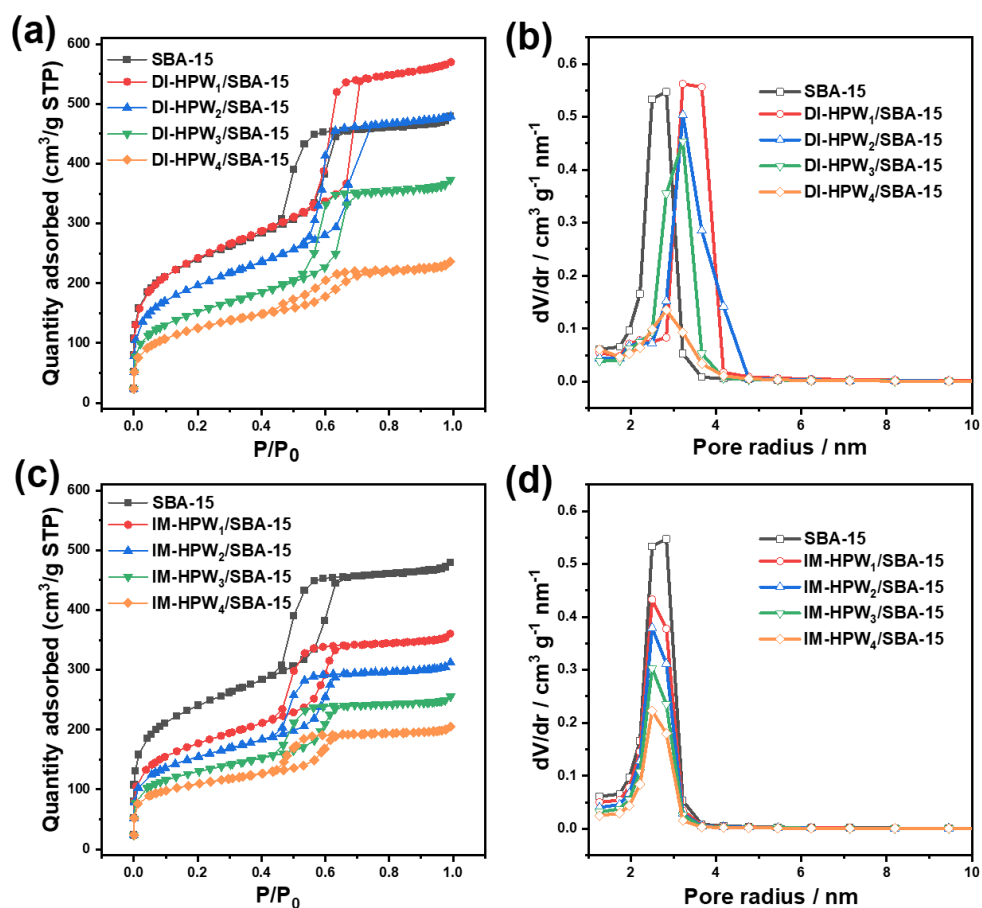 (a)
600
500
400
300
200
100
0
0.0 0.2 0.4 0.6 0.8 1.0
Quantity adsorbed (cm³/g STP)
P/P₀
SBA-15
DI-HPW₁/SBA-15
DI-HPW₂/SBA-15
DI-HPW₃/SBA-15
DI-HPW₄/SBA-15
(b)
0.6
0.5
0.4
0.3
0.2
0.1
0.0
2 4 6 8 10
dV/dr / cm³ g⁻¹ nm⁻¹
Pore radius / nm
SBA-15
DI-HPW₁/SBA-15
DI-HPW₂/SBA-15
DI-HPW₃/SBA-15
DI-HPW₄/SBA-15
(c)
600
500
400
300
200
100
0
0.0 0.2 0.4 0.6 0.8 1.0
Quantity adsorbed (cm³/g STP)
P/P₀
SBA-15
IM-HPW₁/SBA-15
IM-HPW₂/SBA-15
IM-HPW₃/SBA-15
IM-HPW₄/SBA-15
(d)
0.6
0.5
0.4
0.3
0.2
0.1
0.0
2 4 6 8 10
dV/dr / cm³ g⁻¹ nm⁻¹
Pore radius / nm
SBA-15
IM-HPW₁/SBA-15
IM-HPW₂/SBA-15
IM-HPW₃/SBA-15
IM-HPW₄/SBA-15